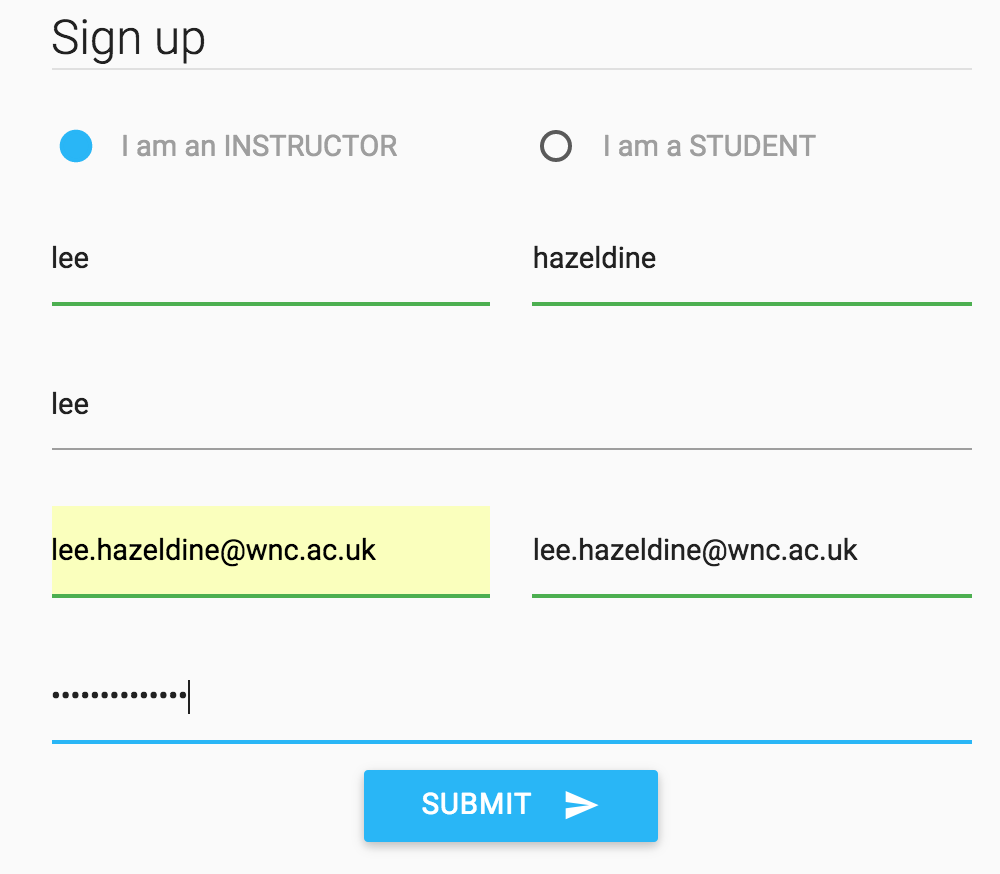 Sign up
I am an INSTRUCTOR
I am a STUDENT
lee
hazeldine
lee
lee.hazeldine@wnc.ac.uk
lee.hazeldine@wnc.ac.uk
••••••••••••••
SUBMIT